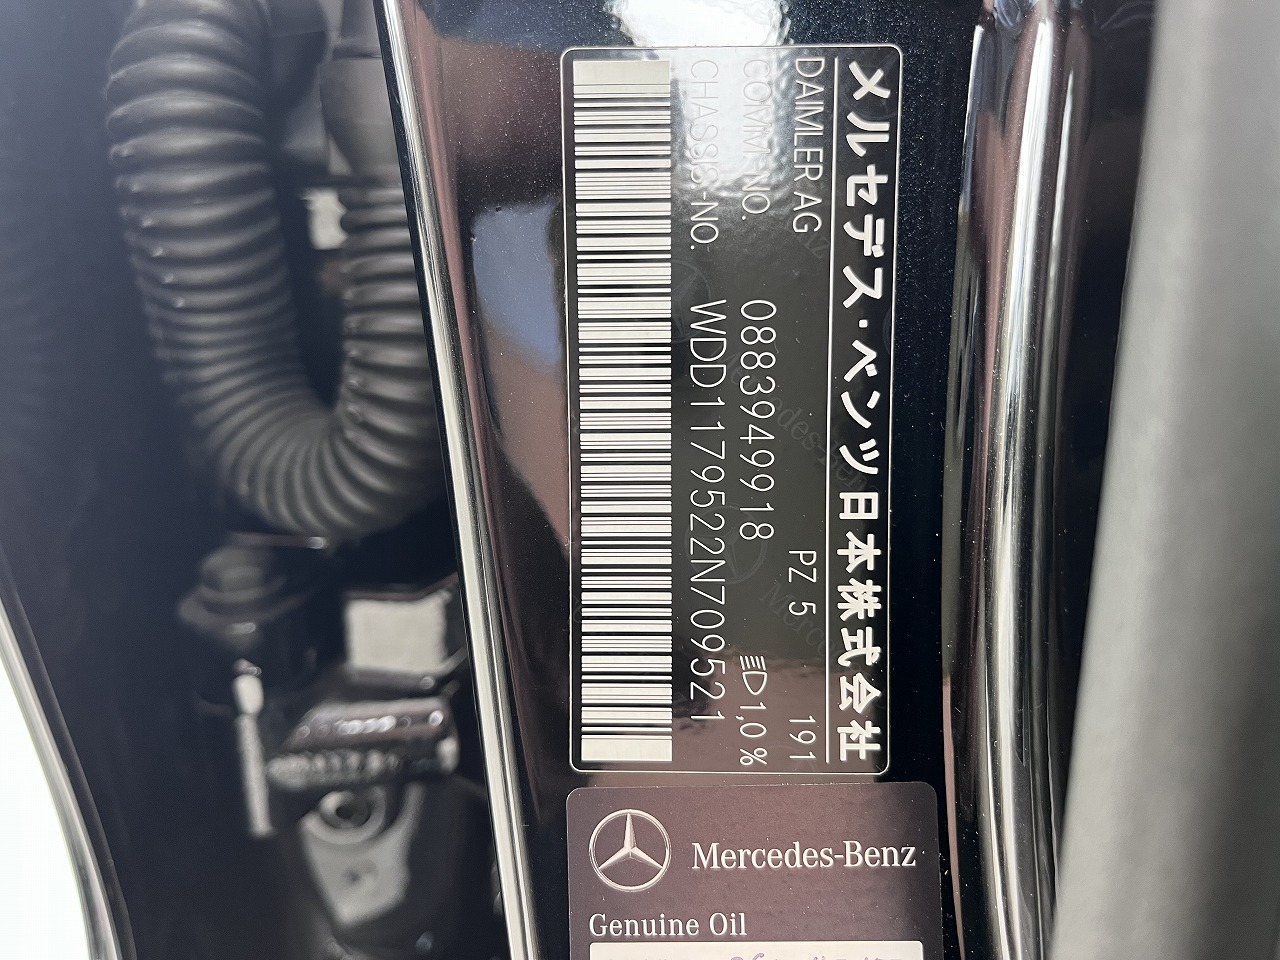 メルセデス・ベンツ日本株式会社
DAIMLER AG PZ 5 191
COMM.-NO. 0883949918 1,0 %
CHASSIS.-NO. WDD1179522N709521
Mercedes-Benz
Genuine Oil